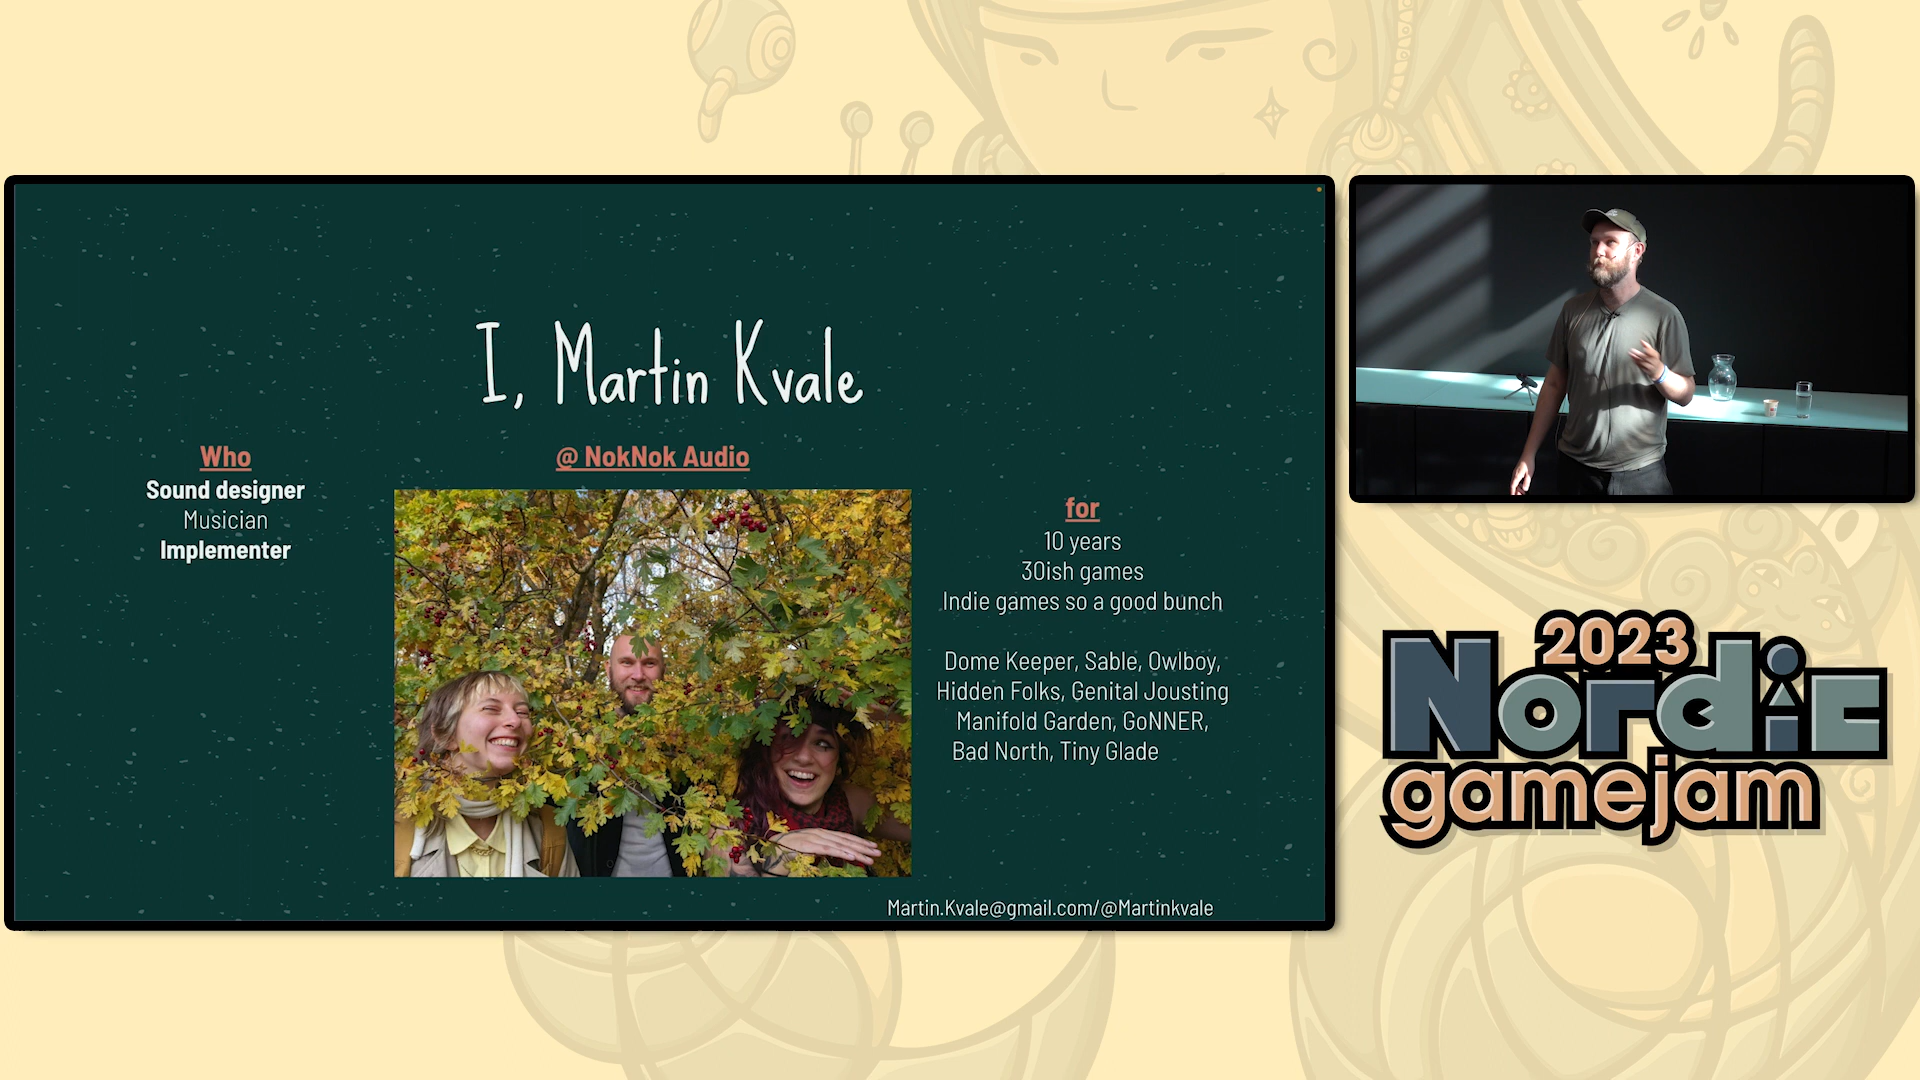 I, Martin Kvale
Who
Sound designer
Musician
Implementer
@ NokNok Audio
for
10 years
30ish games
Indie games so a good bunch
Dome Keeper, Sable, Owlboy,
Hidden Folks, Genital Jousting
Manifold Garden, GoNNER,
Bad North, Tiny Glade
Martin.Kvale@gmail.com/@Martinkvale
2023
Nordic
gamejam